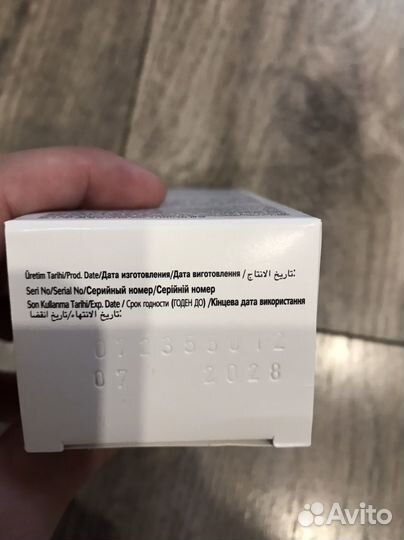 Üretim Tarihi/Prod. Date/Дата изготовления/Дата виготовлення /تاريخ الانتاج:
Seri No/Serial No/Серийный номер/Серійній номер
Son Kullanma Tarihi/Exp. Date / Срок годности (ГОДЕН ДО) /Кінцева дата використання
تاريخ الانتهاء/تاريخ انقضا:
07 2028
Avito